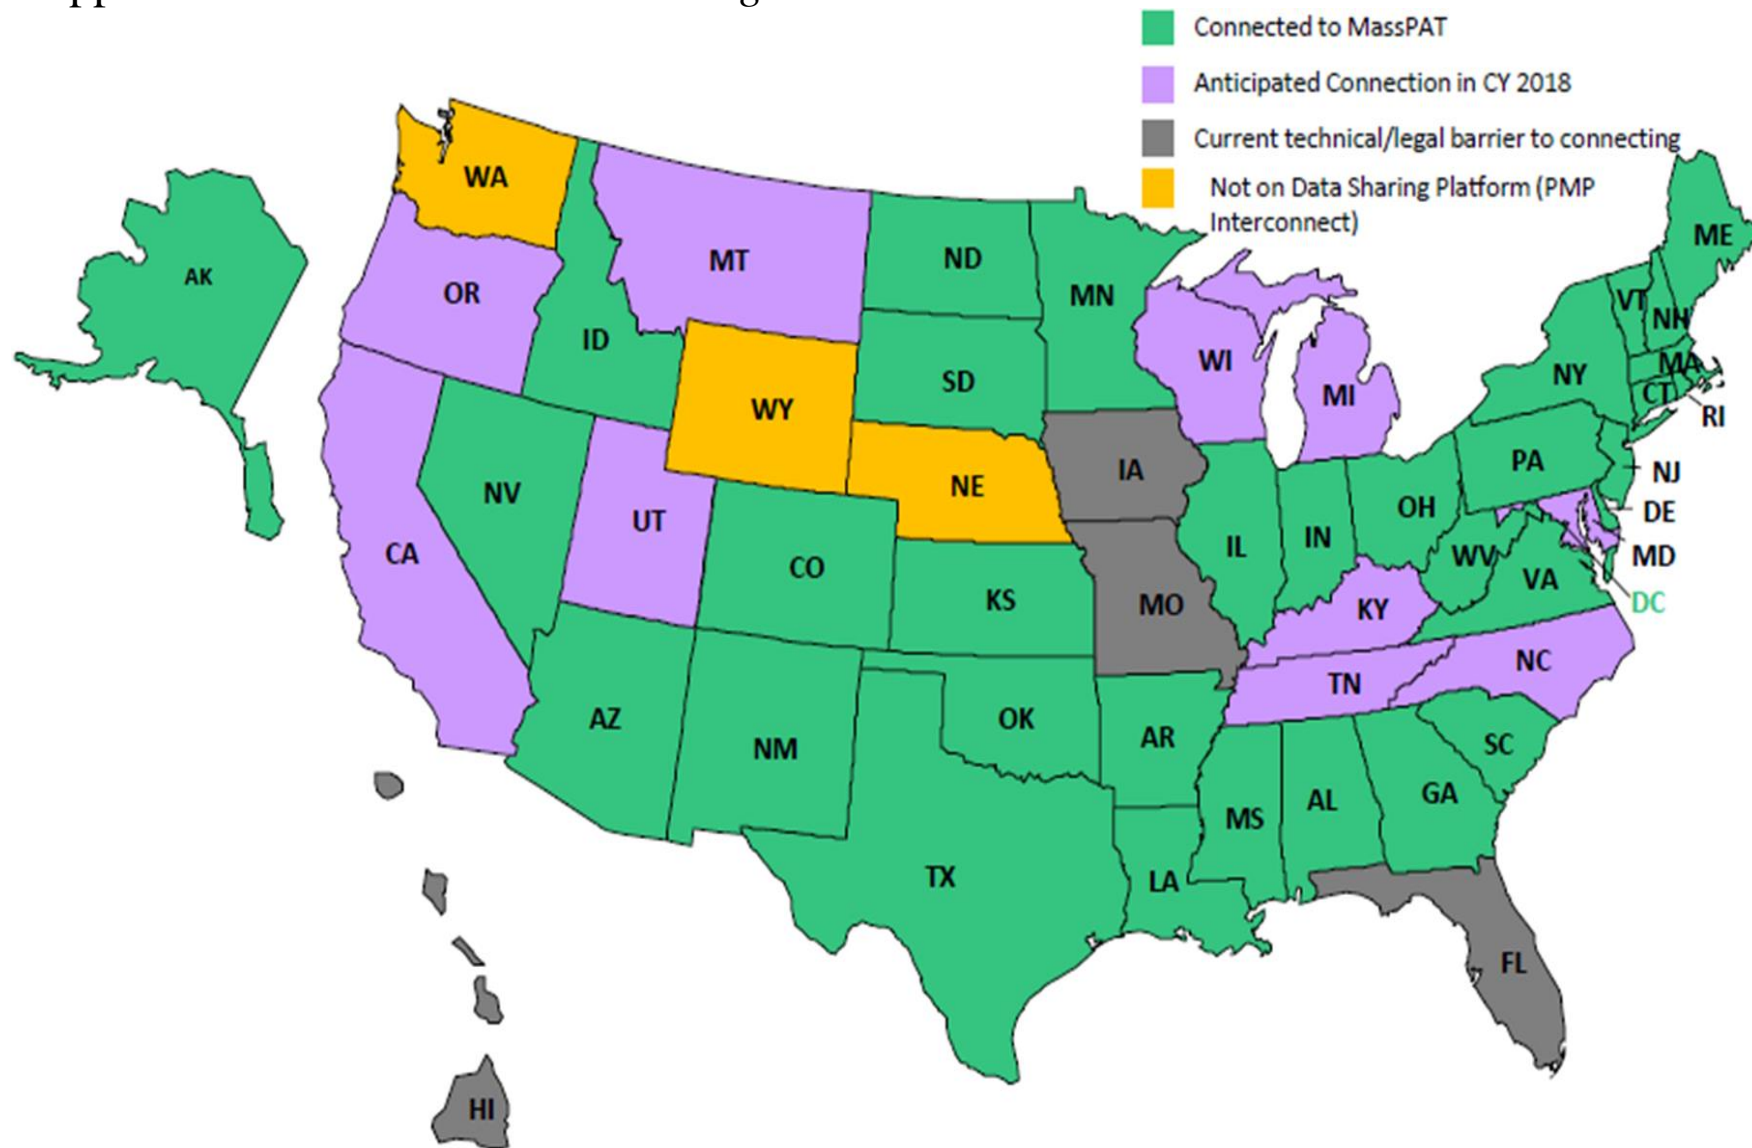 Connected to MassPAT
Anticipated Connection in CY 2018
Current technical/legal barrier to connecting
Not on Data Sharing Platform (PMP
Interconnect)
WA
AK
MT
ND
ME
OR
MN
VT
NH
ID
WI
MA
SD
NY
CT
WY
MI
RI
IA
PA
NJ
NE
NV
OH
DE
UT
IN
IL
MD
CA
WV
CO
VA
KS
MO
KY
DC
NC
TN
AZ
OK
NM
AR
SC
GA
AL
MS
TX
LA
FL
HI